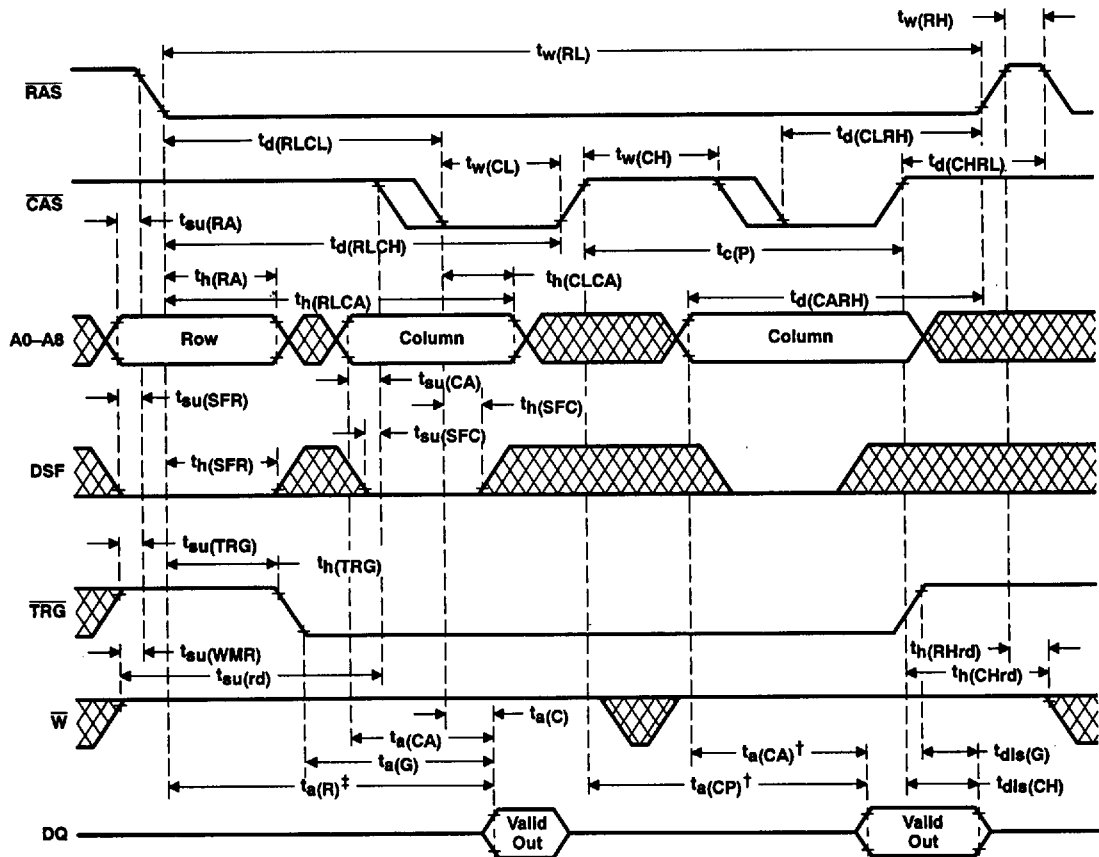 tw(RH)
tw(RL)
RAS
td(RLCL)
td(CLRH)
tw(CL)
tw(CH)
td(CHRL)
CAS
tsu(RA)
td(RLCH)
tc(P)
th(RA)
th(CLCA)
th(RLCA)
td(CARH)
A0–A8
Row
Column
Column
tsu(CA)
tsu(SFR)
th(SFC)
tsu(SFC)
DSF
th(SFR)
tsu(TRG)
th(TRG)
TRG
tsu(WMR)
th(RHrd)
tsu(rd)
th(CHrd)
W
ta(C)
ta(CA)
ta(CA)†
tdis(G)
ta(G)
ta(R)‡
ta(CP)†
tdis(CH)
DQ
Valid
Out
Valid
Out